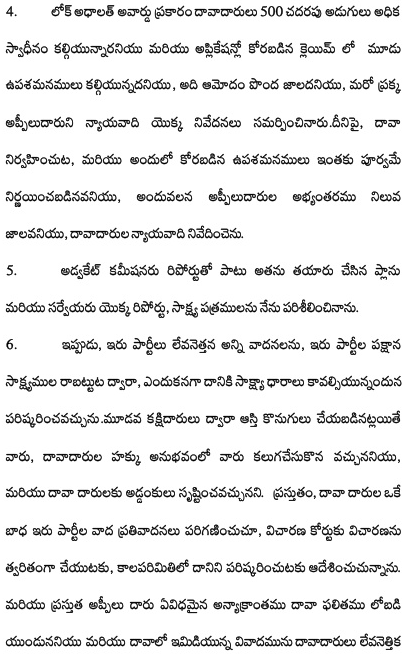 4. లోక్ అధాలత్ అవార్డు ప్రకారం దావాదారులు 500 చదరపు అడుగులు అధిక
స్వాధీనం కల్గియున్నారనియు మరియు అప్లికేషన్లో కోరబడిన క్లెయిమ్ లో మూడు
ఉపశమనములు కల్గియున్నదనియు, అది ఆమోదం పొంద జాలదనియు, మరో ప్రక్క
అప్పీలుదారుని న్యాయవాది యొక్క నివేదనలు సమర్పించినారు.దీనిపై, దావా
నిర్వహించుట, మరియు అందులో కోరబడిన ఉపశమనములు ఇంతకు పూర్వమే
నిర్ణయించబడినవనియు, అందువలన అప్పీలుదారుల అభ్యంతరము నిలువ
జాలవనియు, దావాదారుల న్యాయవాది నివేదించెను.
5. అడ్వకేట్ కమీషనరు రిపోర్టుతో పాటు అతను తయారు చేసిన ప్లాను
మరియు సర్వేయరు యొక్క రిపోర్టు, సాక్ష్య పత్రములను నేను పరిశీలించినాను.
6. ఇప్పుడు, ఇరు పార్టీలు లేవనెత్తన అన్ని వాదనలను, ఇరు పార్టీల పక్షాన
సాక్ష్యముల రాబట్టుట ద్వారా, ఎందుకనగా దానికి సాక్ష్యా ధారాలు కావల్సియున్నందున
పరిష్కరించవచ్చును.మూడవ కక్షిదారులు ద్వారా ఆస్తి కొనుగులు చేయబడినట్లయితే
వారు, దావాదారుల హక్కు అనుభవంలో వారు కలుగచేసుకొన వచ్చుననియు,
మరియు దావా దారులకు అడ్డంకులు సృష్టించవచ్చునని. ప్రస్తుతం, దావా దారుల ఒకే
బాధ ఇరు పార్టీల వాద ప్రతివాదనలు పరిగణించుచూ, విచారణ కోర్టుకు విచారణను
త్వరితంగా చేయుటకు, కాలపరిమితిలో దానిని పరిష్కరించుటకు ఆదేశించుచున్నాను.
మరియు ప్రస్తుత అప్పీలు దారు ఏవిధమైన అన్యాక్రాంతము దావా ఫలితము లోబడి
యుండుననియు మరియు దావాలో ఇమిడియున్న వివాదమును దావాదారులు లేవనెత్తిక